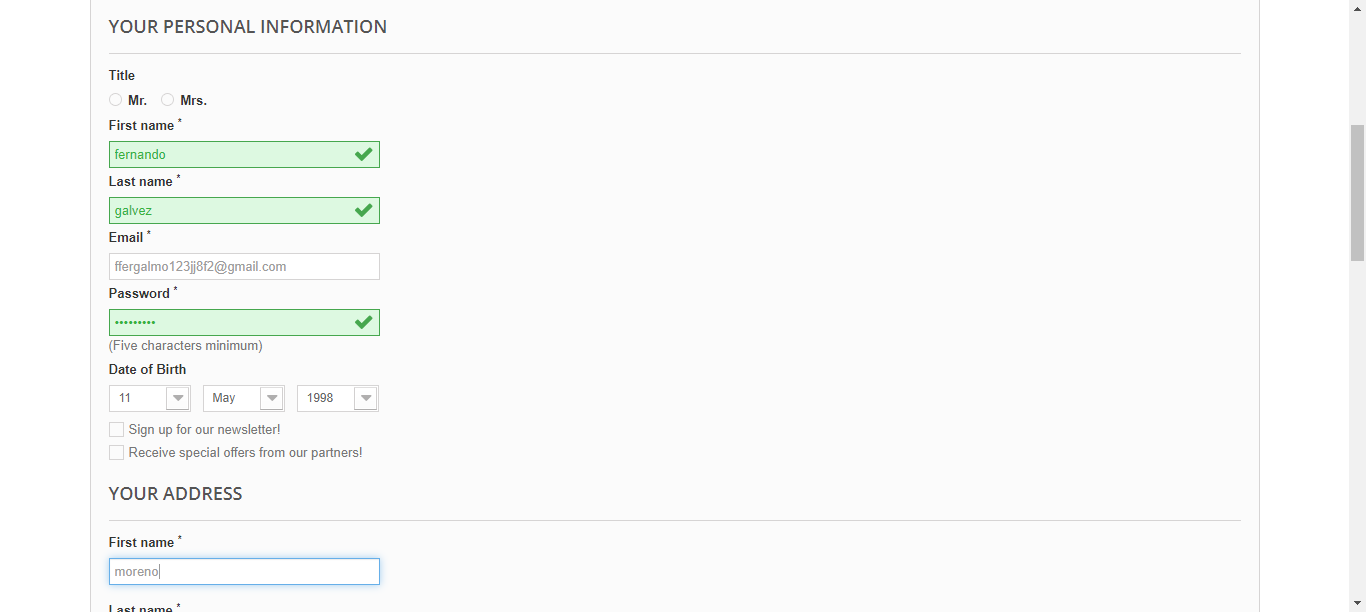 YOUR PERSONAL INFORMATION
Title
Mr. Mrs.
First name *
fernando
Last name *
galvez
Email *
ffergalmo123jj8f2@gmail.com
Password *
•••••••••
(Five characters minimum)
Date of Birth
11 May 1998
Sign up for our newsletter!
Receive special offers from our partners!
YOUR ADDRESS
First name *
moreno
Last name *